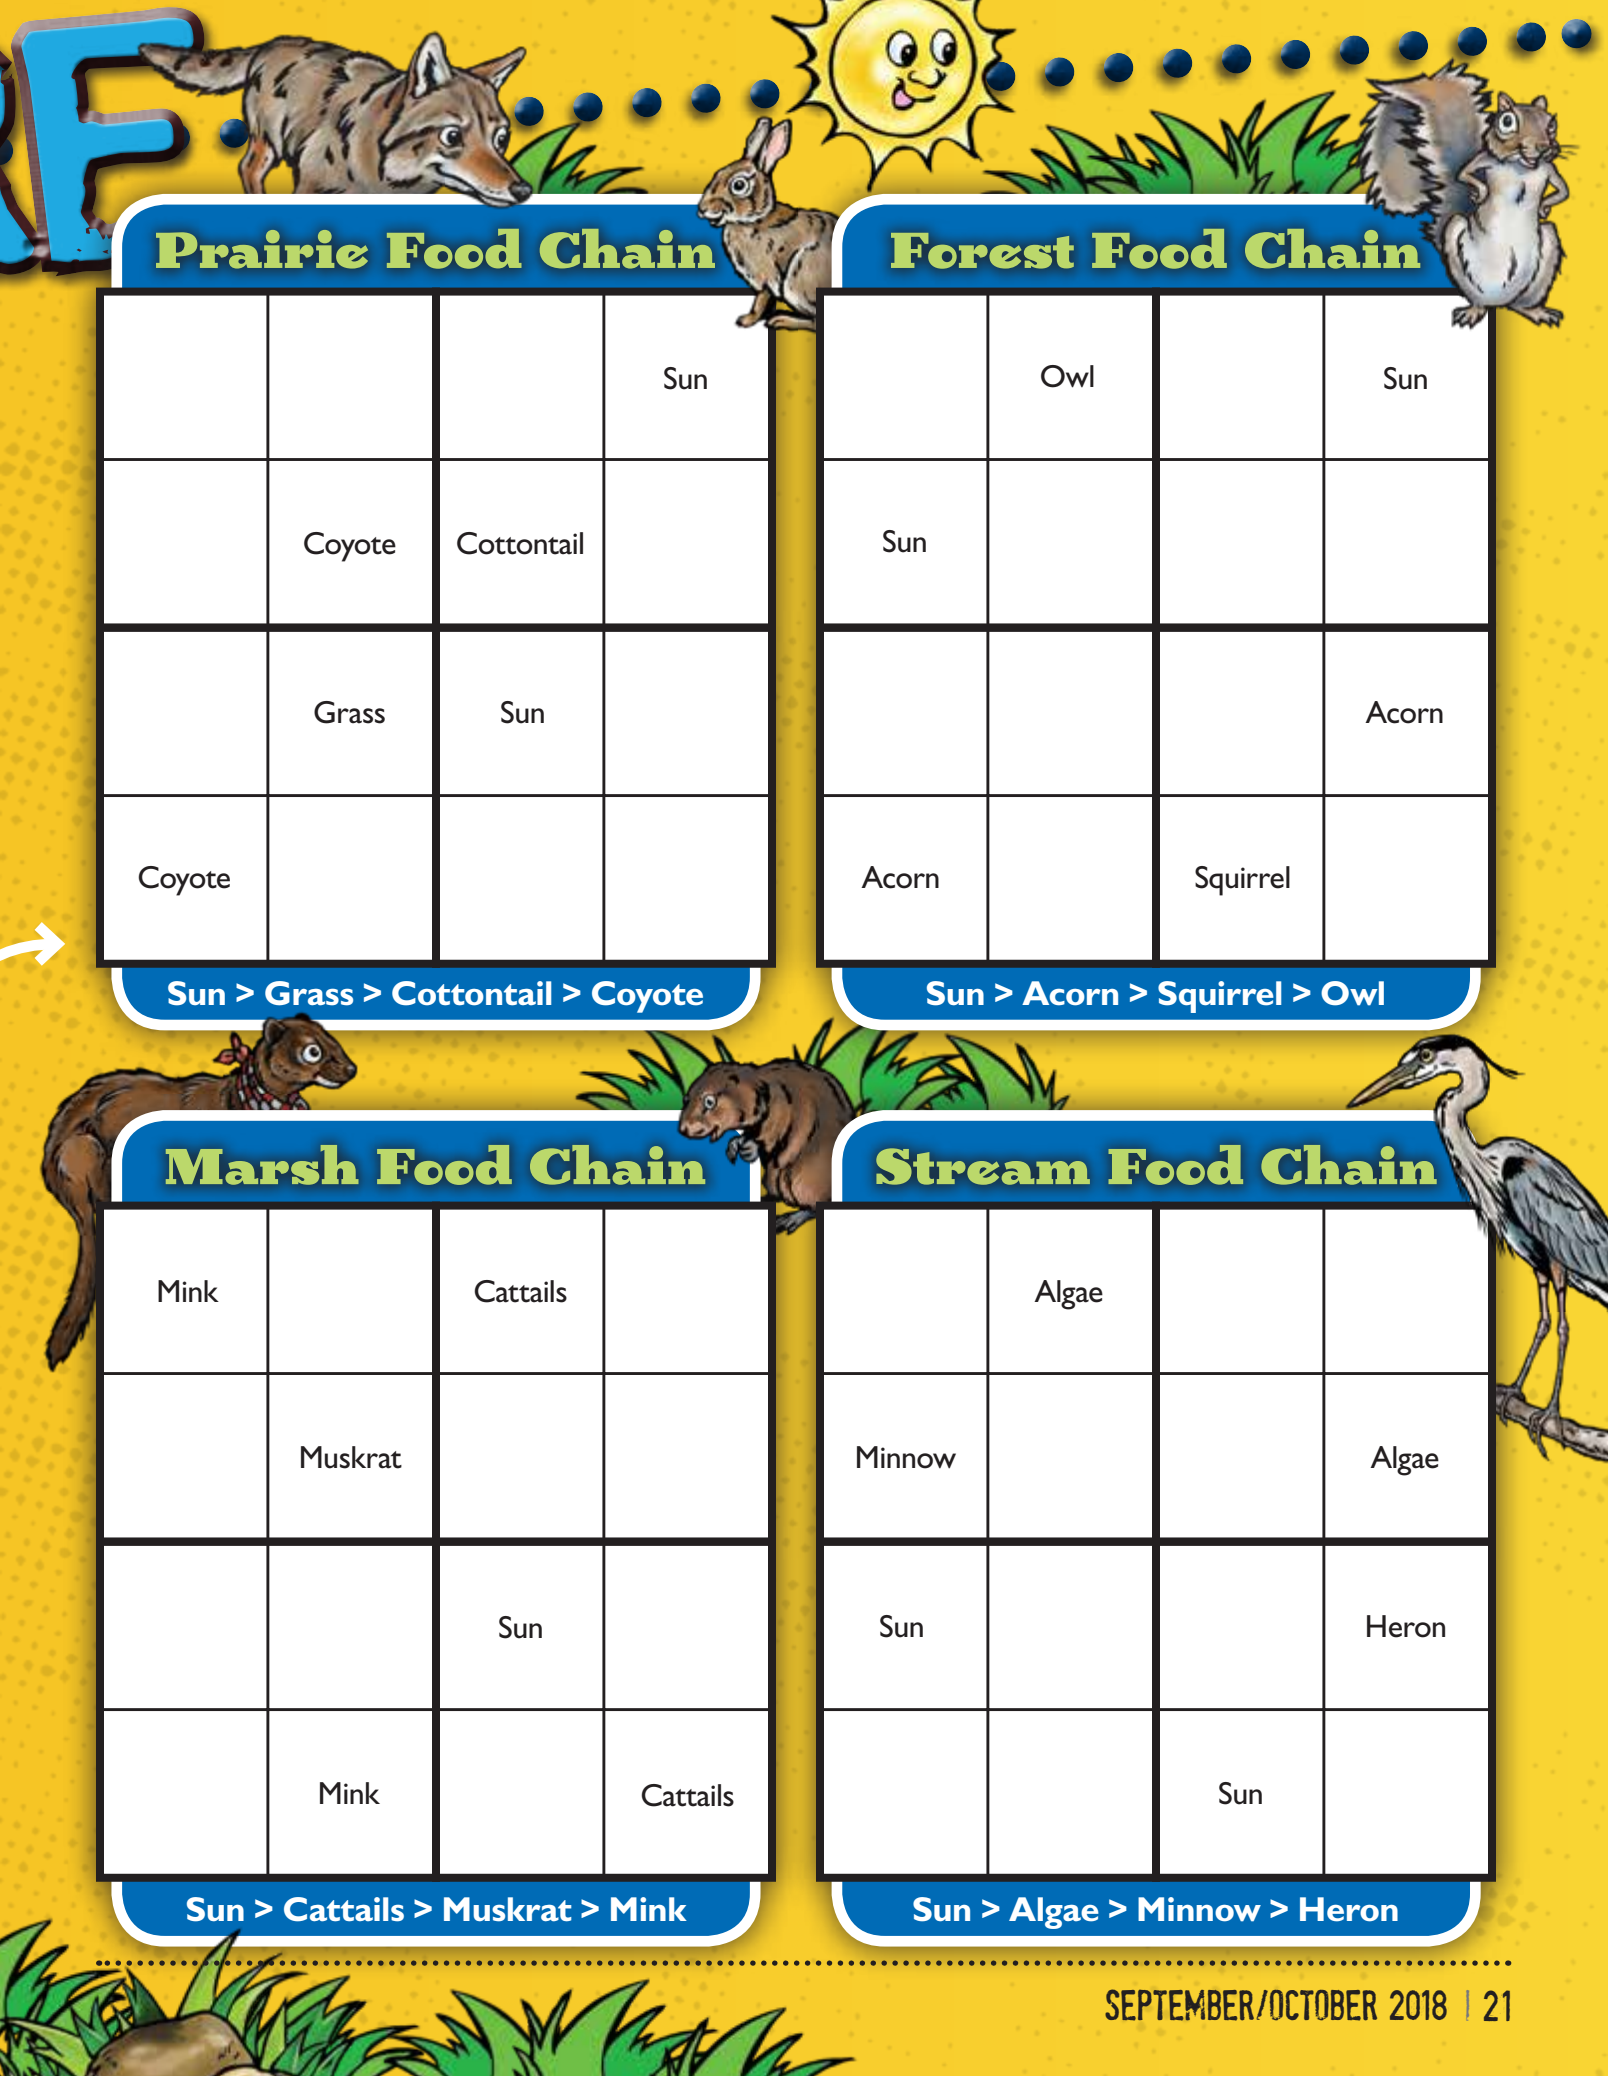 RF
Prairie Food Chain
Sun
Coyote Cottontail
Grass Sun
Coyote
Sun > Grass > Cottontail > Coyote
Forest Food Chain
Owl Sun
Sun
Acorn
Acorn Squirrel
Sun > Acorn > Squirrel > Owl
Marsh Food Chain
Mink Cattails
Muskrat
Sun
Mink Cattails
Sun > Cattails > Muskrat > Mink
Stream Food Chain
Algae
Minnow Algae
Sun Heron
Sun
Sun > Algae > Minnow > Heron
SEPTEMBER/OCTOBER 2018 | 21